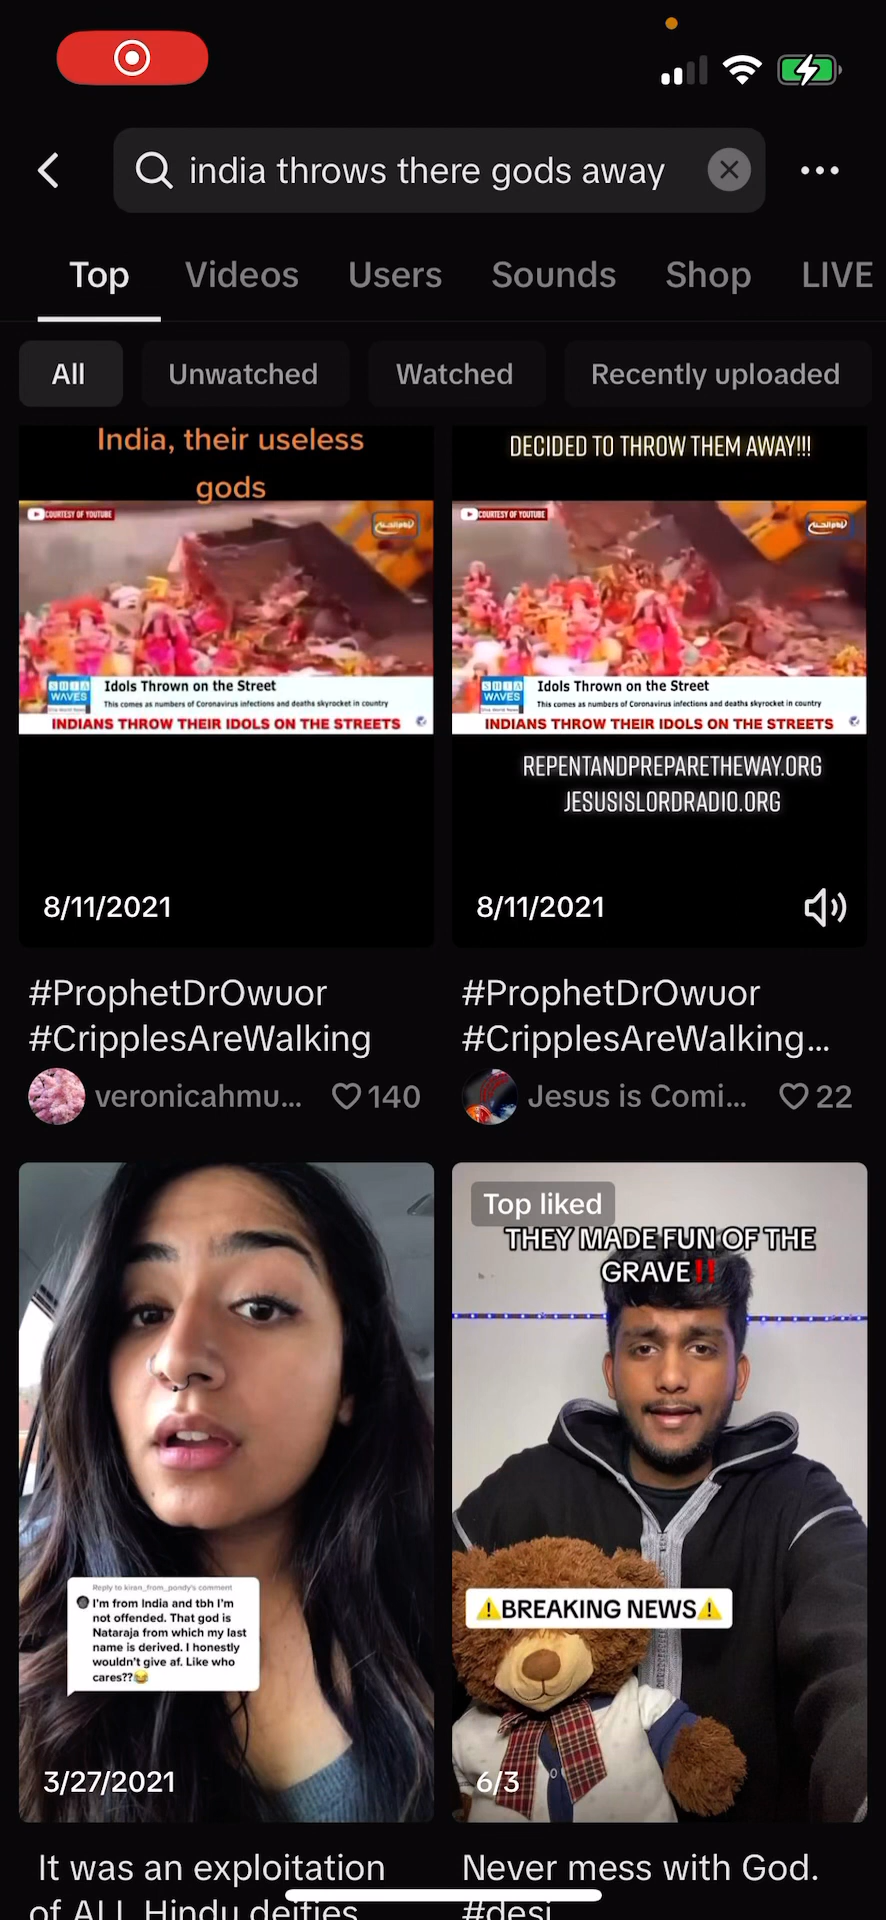 india throws there gods away
Top Videos Users Sounds Shop LIVE
All Unwatched Watched Recently uploaded
India, their useless
gods
COURTESY OF YOUTUBE
SHIA
WAVES
Idols Thrown on the Street
This comes as numbers of Coronavirus infections and deaths skyrocket in country
INDIANS THROW THEIR IDOLS ON THE STREETS
8/11/2021
#ProphetDrOwuor
#CripplesAreWalking
veronicahmu... 140
DECIDED TO THROW THEM AWAY!!!
COURTESY OF YOUTUBE
SHIA
WAVES
Idols Thrown on the Street
This comes as numbers of Coronavirus infections and deaths skyrocket in country
INDIANS THROW THEIR IDOLS ON THE STREETS
REPENTANDPREPARETHEWAY.ORG
JESUSISLORDRADIO.ORG
8/11/2021
#ProphetDrOwuor
#CripplesAreWalking...
Jesus is Comi... 22
Reply to kiran_from_pondy's comment
I'm from India and tbh I'm
not offended. That god is
Nataraja from which my last
name is derived. I honestly
wouldn't give af. Like who
cares??😂
3/27/2021
It was an exploitation
of ALL Hindu deities
Top liked
THEY MADE FUN OF THE
GRAVE‼️
⚠️BREAKING NEWS⚠️
6/3
Never mess with God.
#desi